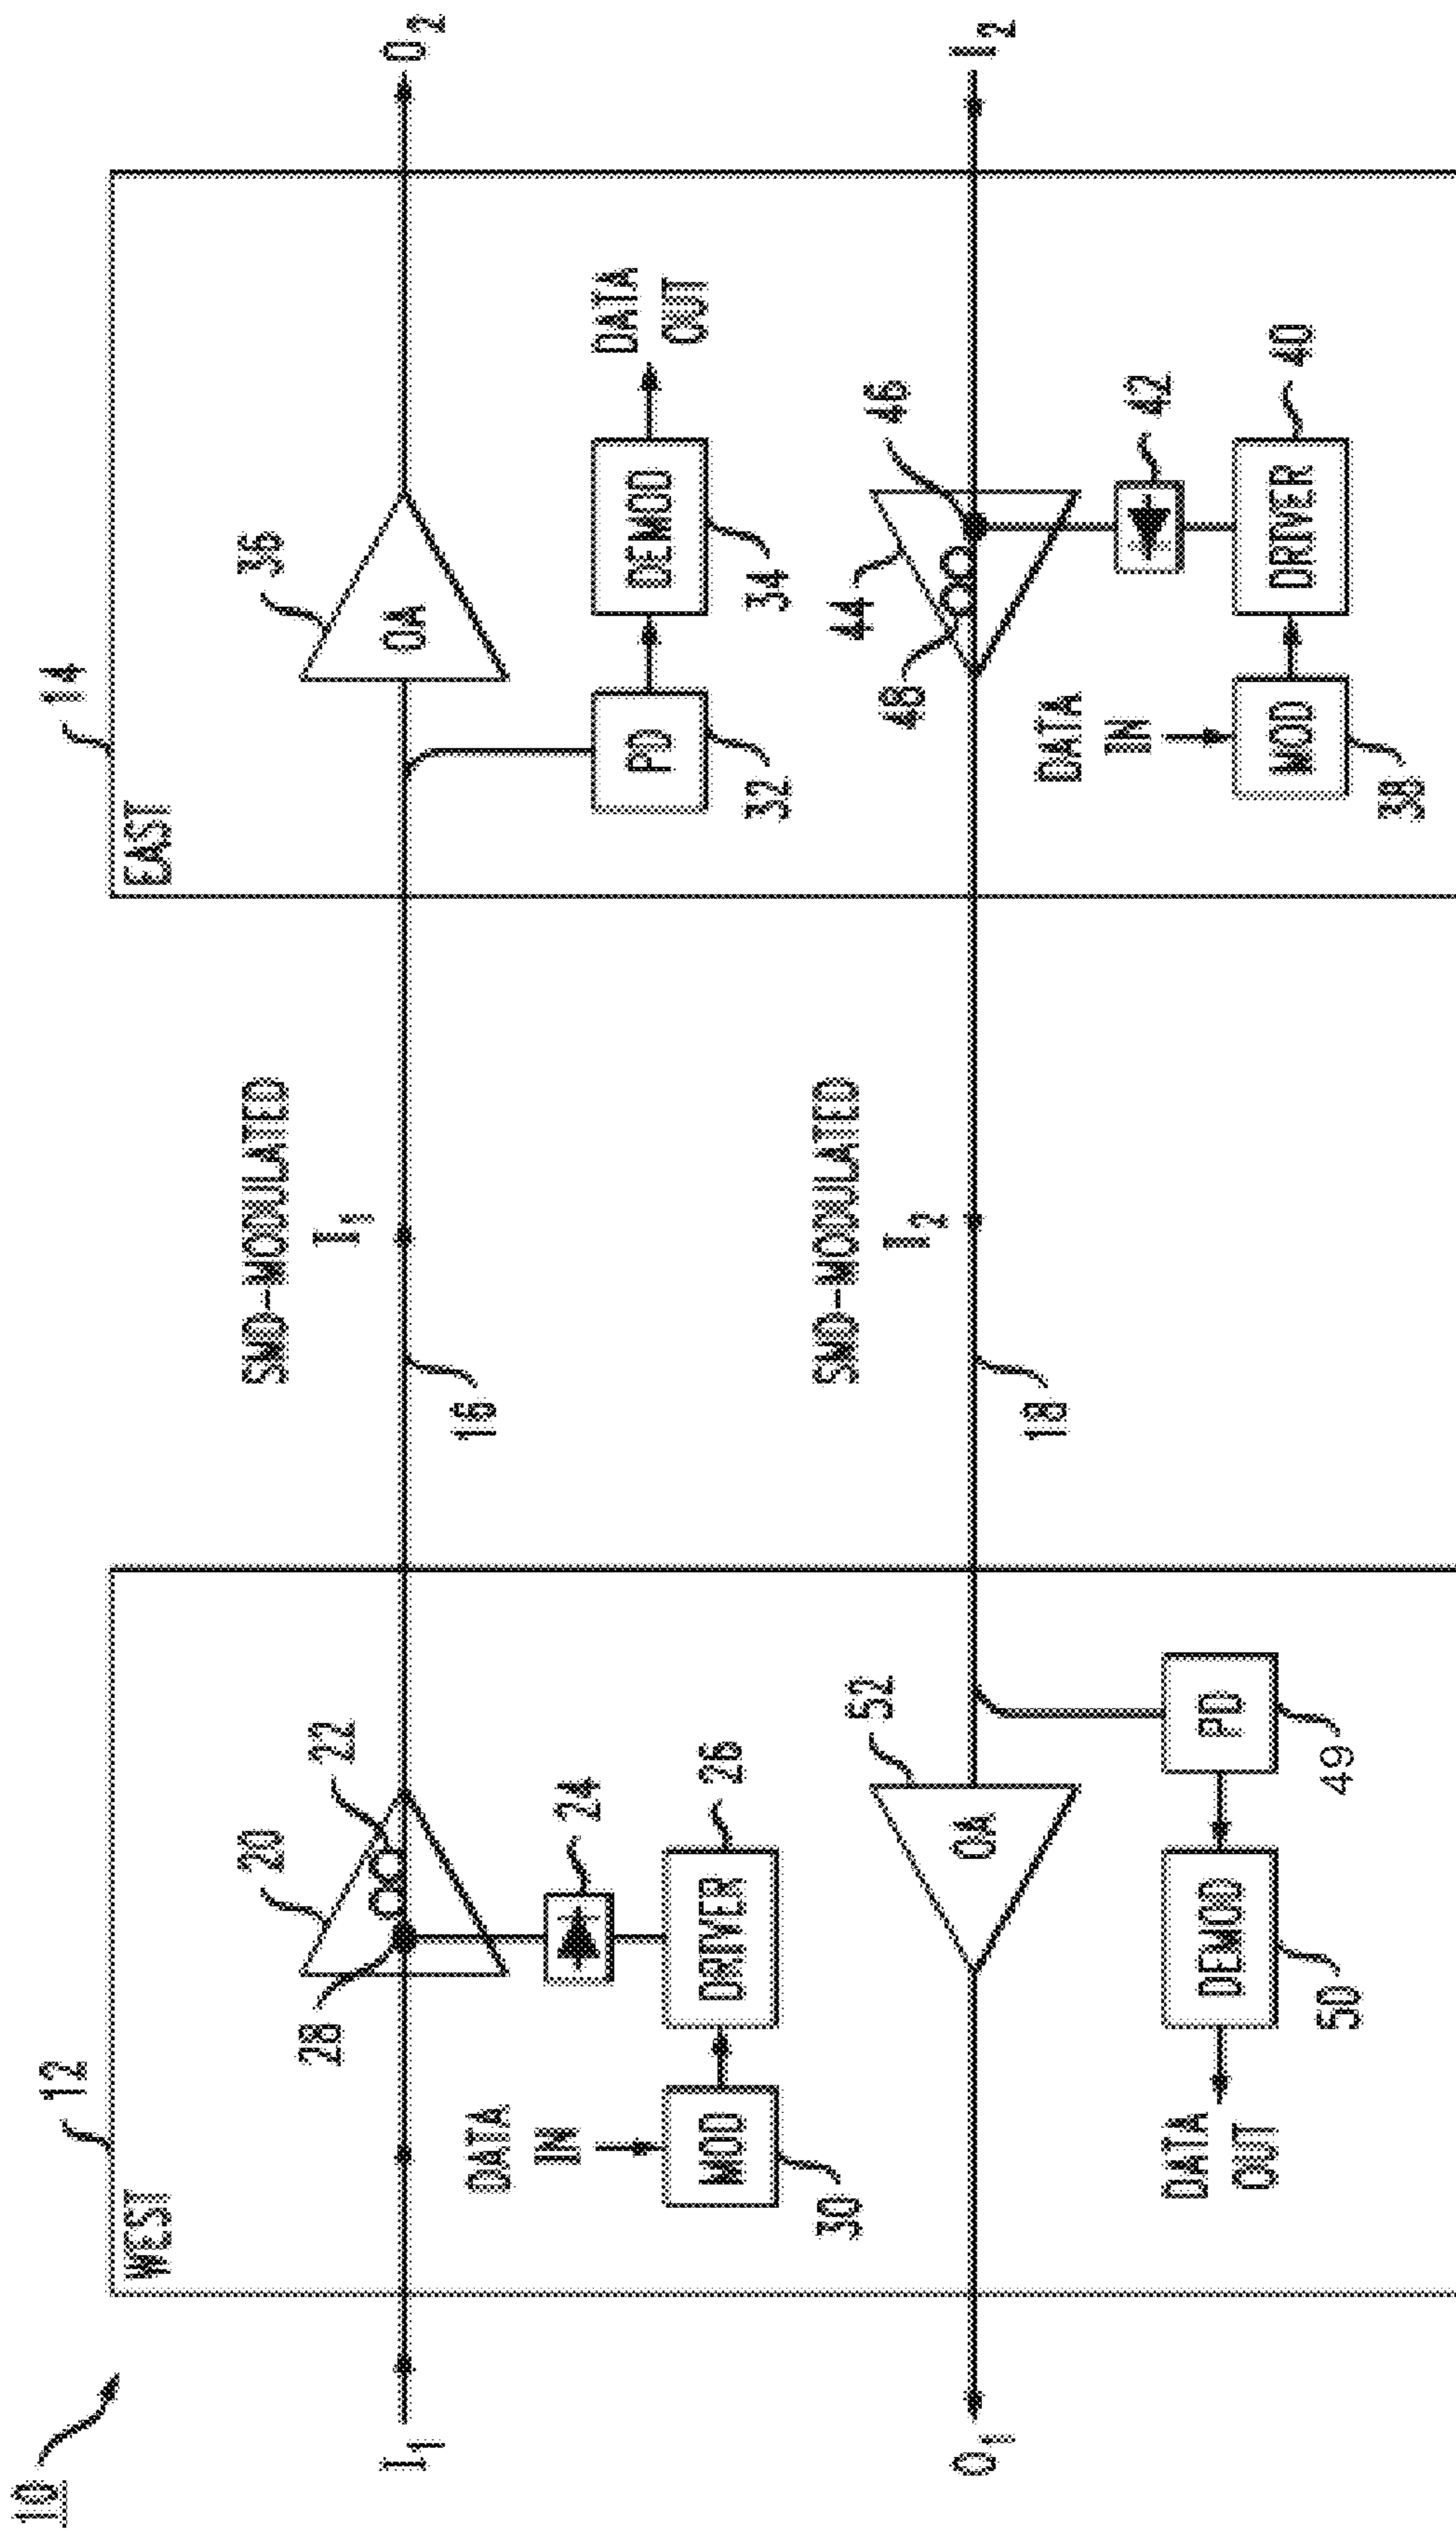 10
WEST
12
I1
20
22
28
24
DRIVER
26
DATA
IN
MOD
30
O1
OA
52
PD
49
DEMOD
50
DATA
OUT
SMD-MODULATED
I1
16
SMD-MODULATED
I2
18
EAST
14
OA
36
O2
PD
32
DEMOD
34
DATA
OUT
44
46
48
I2
42
DRIVER
40
DATA
IN
MOD
38